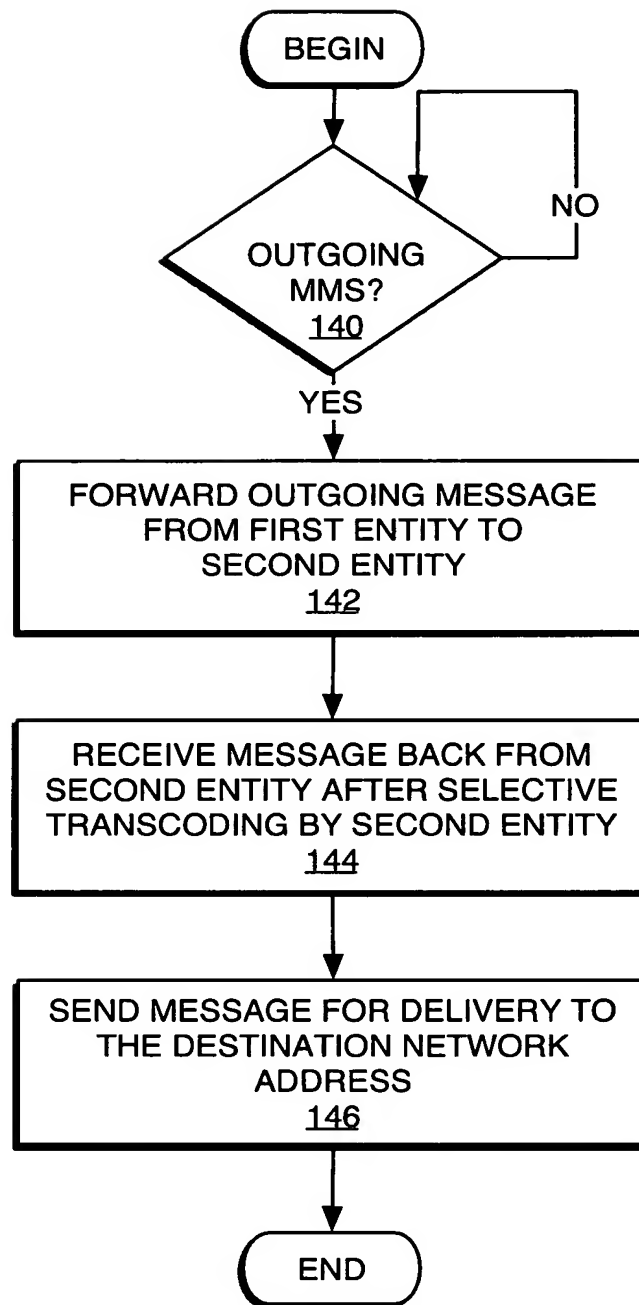 BEGIN
NO
OUTGOING
MMS?
140
YES
FORWARD OUTGOING MESSAGE
FROM FIRST ENTITY TO
SECOND ENTITY
142
RECEIVE MESSAGE BACK FROM
SECOND ENTITY AFTER SELECTIVE
TRANSCODING BY SECOND ENTITY
144
SEND MESSAGE FOR DELIVERY TO
THE DESTINATION NETWORK
ADDRESS
146
END